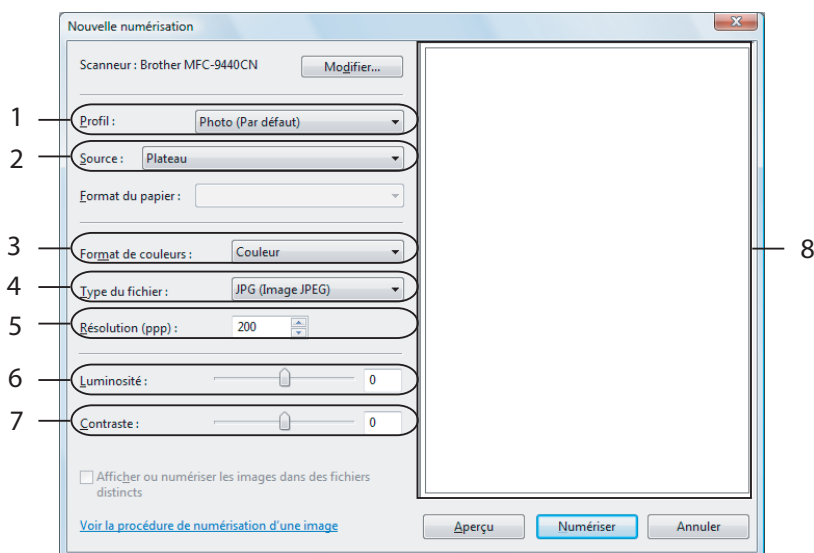 Nouvelle numérisation
Scanneur : Brother MFC-9440CN
Modifier...
1
Profil :
Photo (Par défaut)
2
Source :
Plateau
Format du papier :
3
Format de couleurs :
Couleur
4
Type du fichier :
JPG (Image JPEG)
5
Résolution (ppp) :
200
6
Luminosité :
0
7
Contraste :
0
8
Afficher ou numériser les images dans des fichiers
distincts
Voir la procédure de numérisation d'une image
Aperçu
Numériser
Annuler